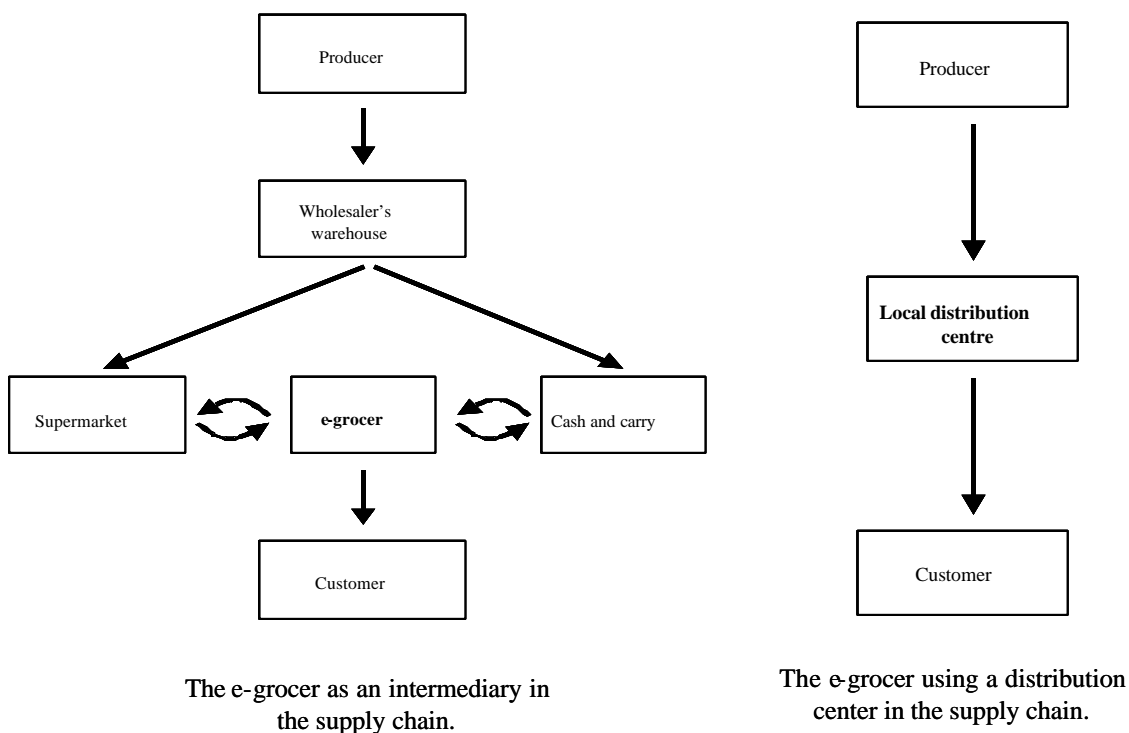 Producer
Wholesaler's
warehouse
Supermarket
e-grocer
Cash and carry
Customer
The e-grocer as an intermediary in
the supply chain.
Producer
Local distribution
centre
Customer
The e-grocer using a distribution
center in the supply chain.